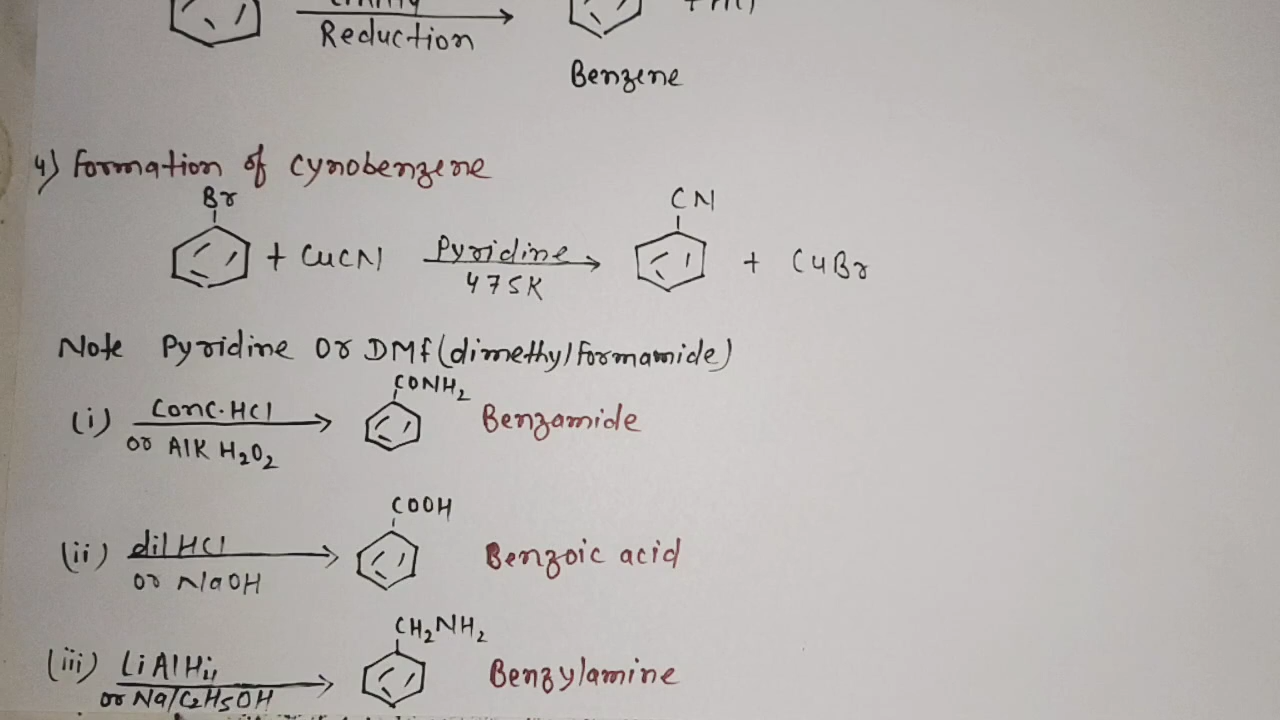 Reduction
Benzene
4) Formation of Cynobenzene
Br
CN
+ CuCN Pyridine + CuBr
475K
Note Pyridine Or DMf (dimethylformamide)
CONH2
(i) Conc. HCl Benzamide
or Alk H2O2
COOH
(ii) dil HCl Benzoic acid
or NaOH
CH2NH2
(iii) LiAlH4 Benzylamine
or Na/C2H5OH